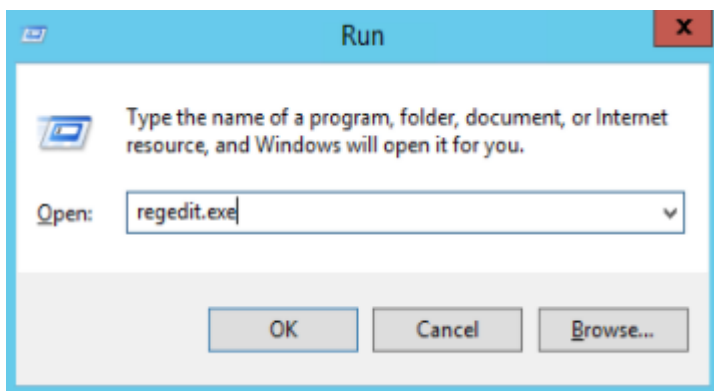 Run
x
Type the name of a program, folder, document, or Internet
resource, and Windows will open it for you.
Open:
regedit.exe
OK
Cancel
Browse...